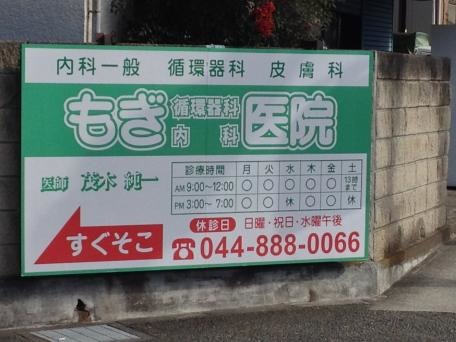 内科一般 循環器科 皮膚科
もぎ循環器科内科医院
医師 茂木 純一
診療時間 月 火 水 木 金 土
AM 9:00〜12:00 ○ ○ ○ ○ ○ 13時まで
PM 3:00〜7:00 ○ ○ 休 ○ ○ 休
休診日 日曜・祝日・水曜午後
すぐそこ
☎044-888-0066